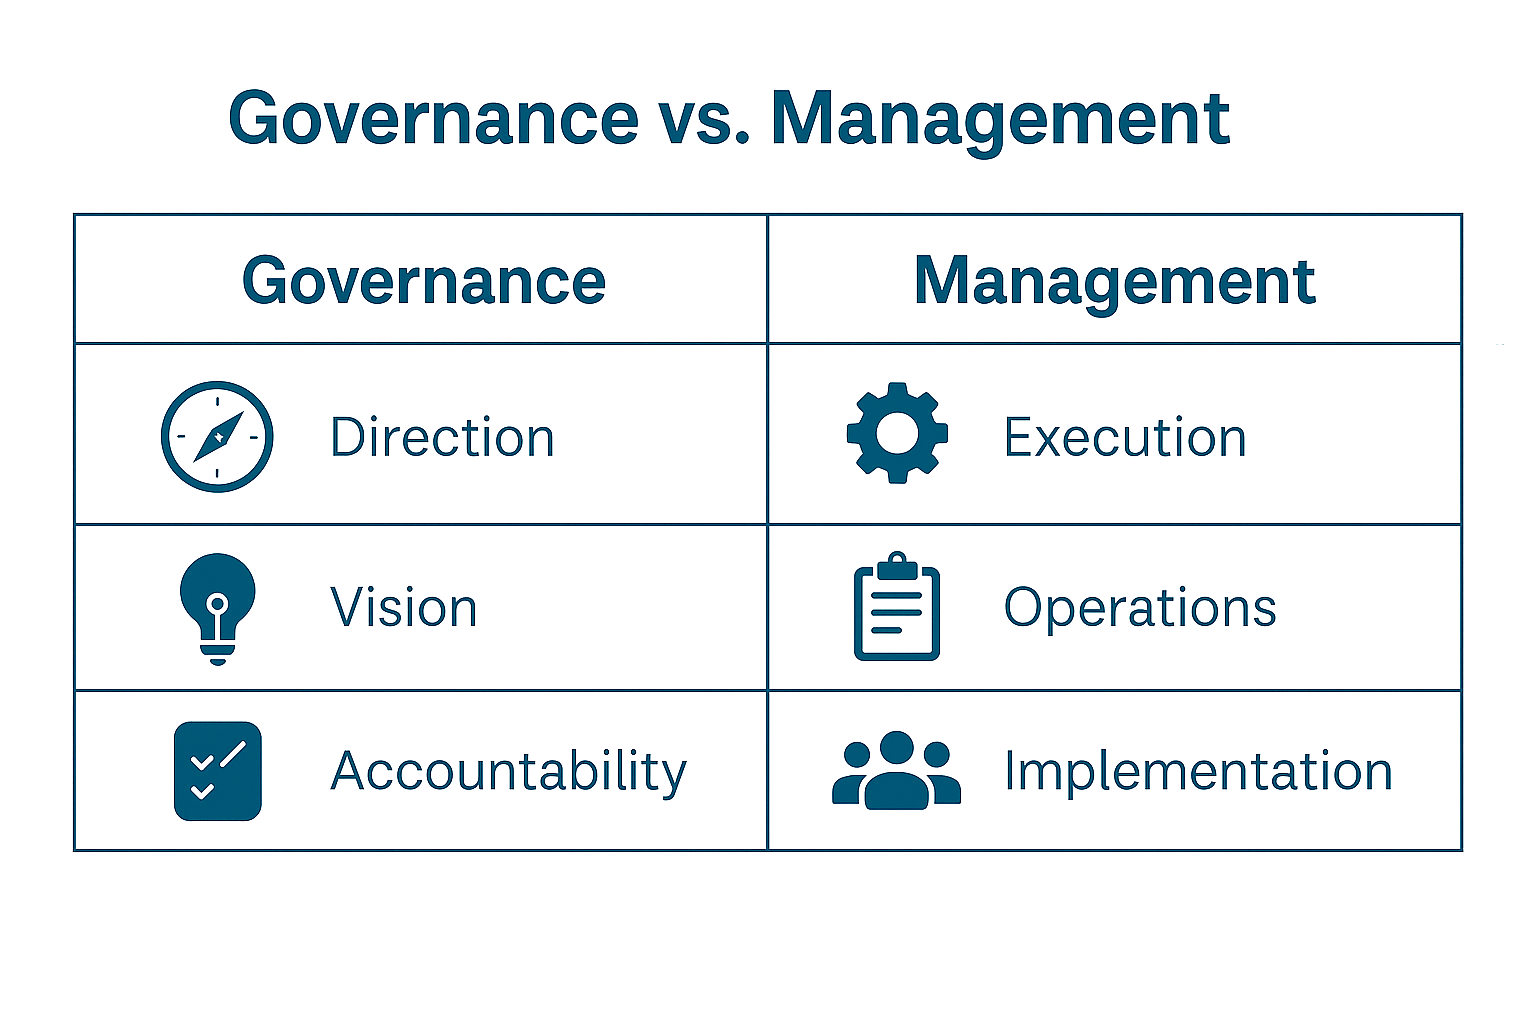 Governance vs. Management
Governance Management
Direction Execution
Vision Operations
Accountability Implementation